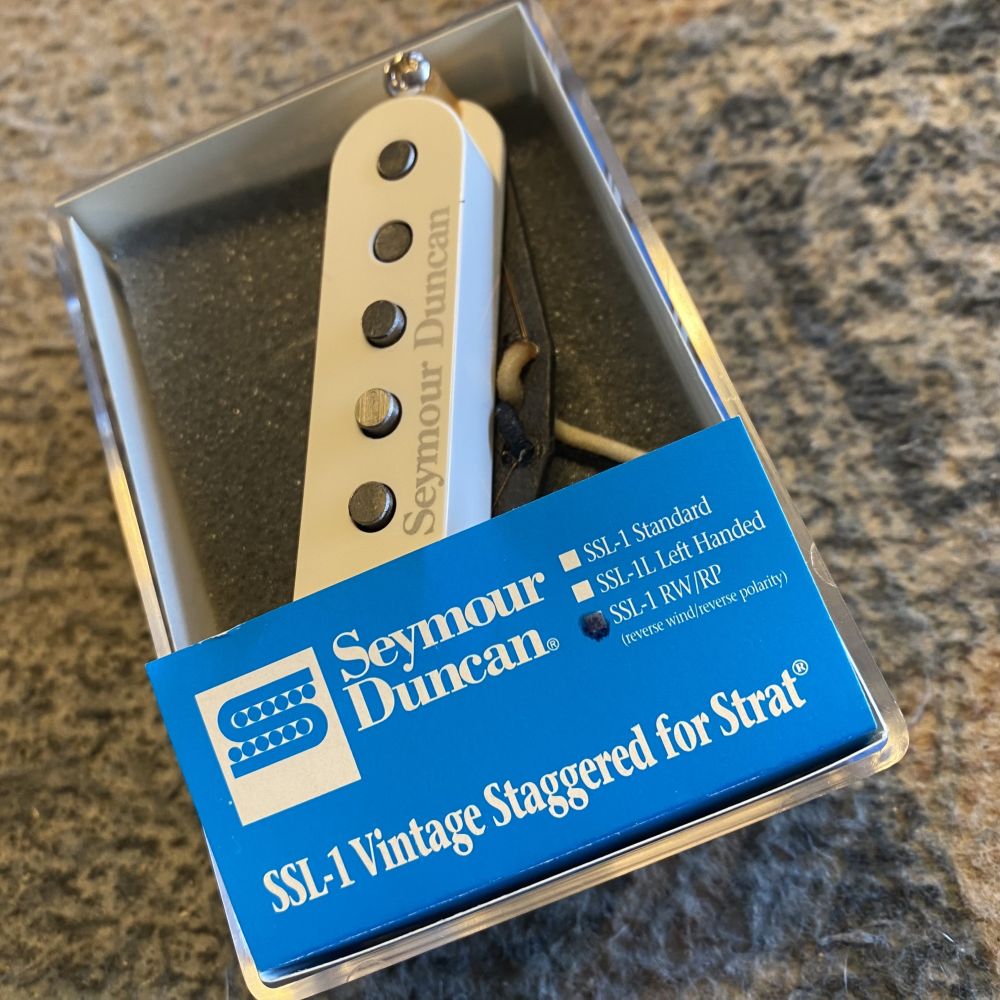 Seymour Duncan
SSL-1 Standard
SSL-1L Left Handed
SSL-1 RW/RP
(reverse wind/reverse polarity)
Seymour
Duncan®
SSL-1 Vintage Staggered for Strat®